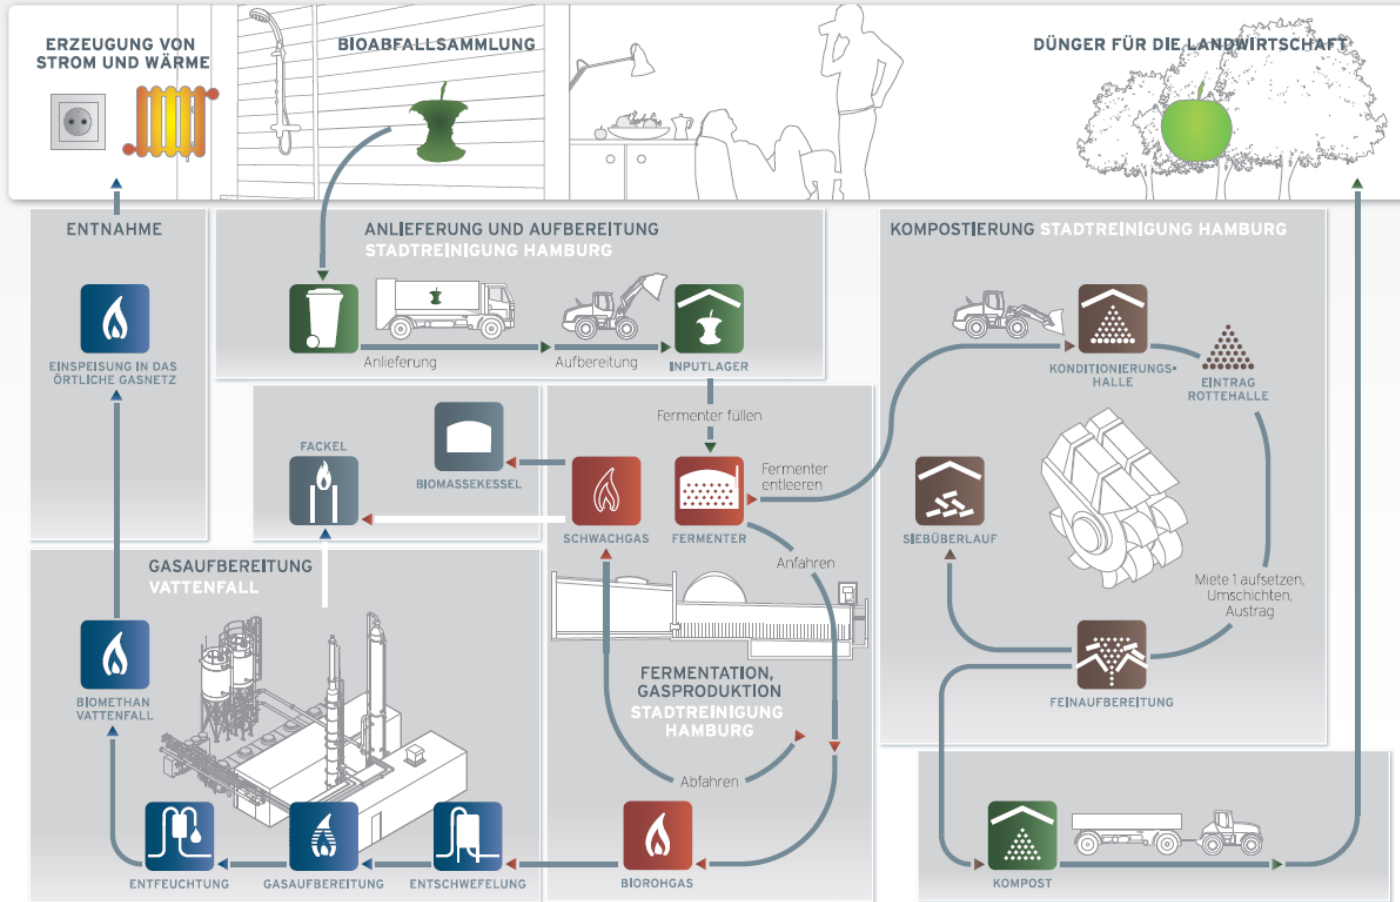 ERZEUGUNG VON
STROM UND WÄRME
BIOABFALLSAMMLUNG
DÜNGER FÜR DIE LANDWIRTSCHAFT
ENTNAHME
EINSPEISUNG IN DAS
ÖRTLICHE GASNETZ
ANLIEFERUNG UND AUFBEREITUNG
STADTREINIGUNG HAMBURG
Anlieferung
Aufbereitung
INPUTLAGER
KOMPOSTIERUNG STADTREINIGUNG HAMBURG
KONDITIONIERUNGS-
HALLE
EINTRAG
ROTTEHALLE
Fermenter füllen
FACKEL
BIOMASSEKESSEL
SCHWACHGAS
FERMENTER
Fermenter
entleeren
Anfahren
SIEBÜBERLAUF
Miete 1 aufsetzen,
Umschichten,
Austrag
FEINAUFBEREITUNG
GASAUFBEREITUNG
VATTENFALL
BIOMETHAN
VATTENFALL
FERMENTATION,
GASPRODUKTION
STADTREINIGUNG
HAMBURG
Abfahren
ENTFEUCHTUNG
GASAUFBEREITUNG
ENTSCHWEFELUNG
BIOROHGAS
KOMPOST